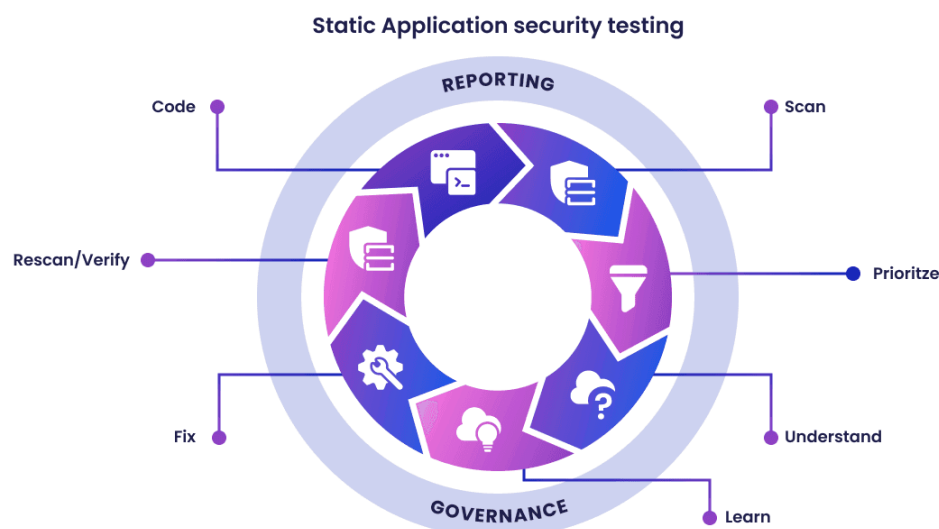 Static Application security testing
REPORTING
Code
Scan
Rescan/Verify
Prioritze
Fix
Understand
Learn
GOVERNANCE